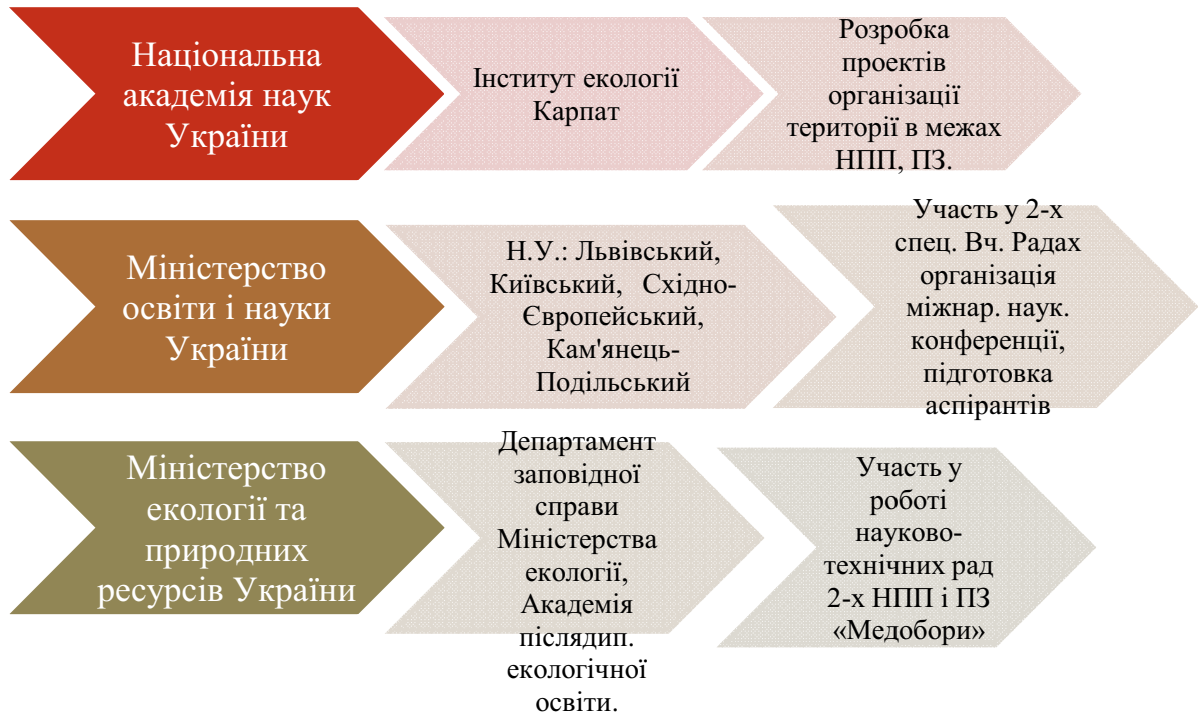 Національна
академія наук
України
Інститут екології
Карпат
Розробка
проектів
організації
території в межах
НПП, ПЗ.
Міністерство
освіти і науки
України
Н.У.: Львівський,
Київський, Східно-
Європейський,
Кам'янець-
Подільський
Участь у 2-х
спец. Вч. Радах
організація
міжнар. наук.
конференції,
підготовка
аспірантів
Міністерство
екології та
природних
ресурсів України
Департамент
заповідної
справи
Міністерства
екології,
Академія
післядип.
екологічної
освіти.
Участь у
роботі
науково-
технічних рад
2-х НПП і ПЗ
«Медобори»